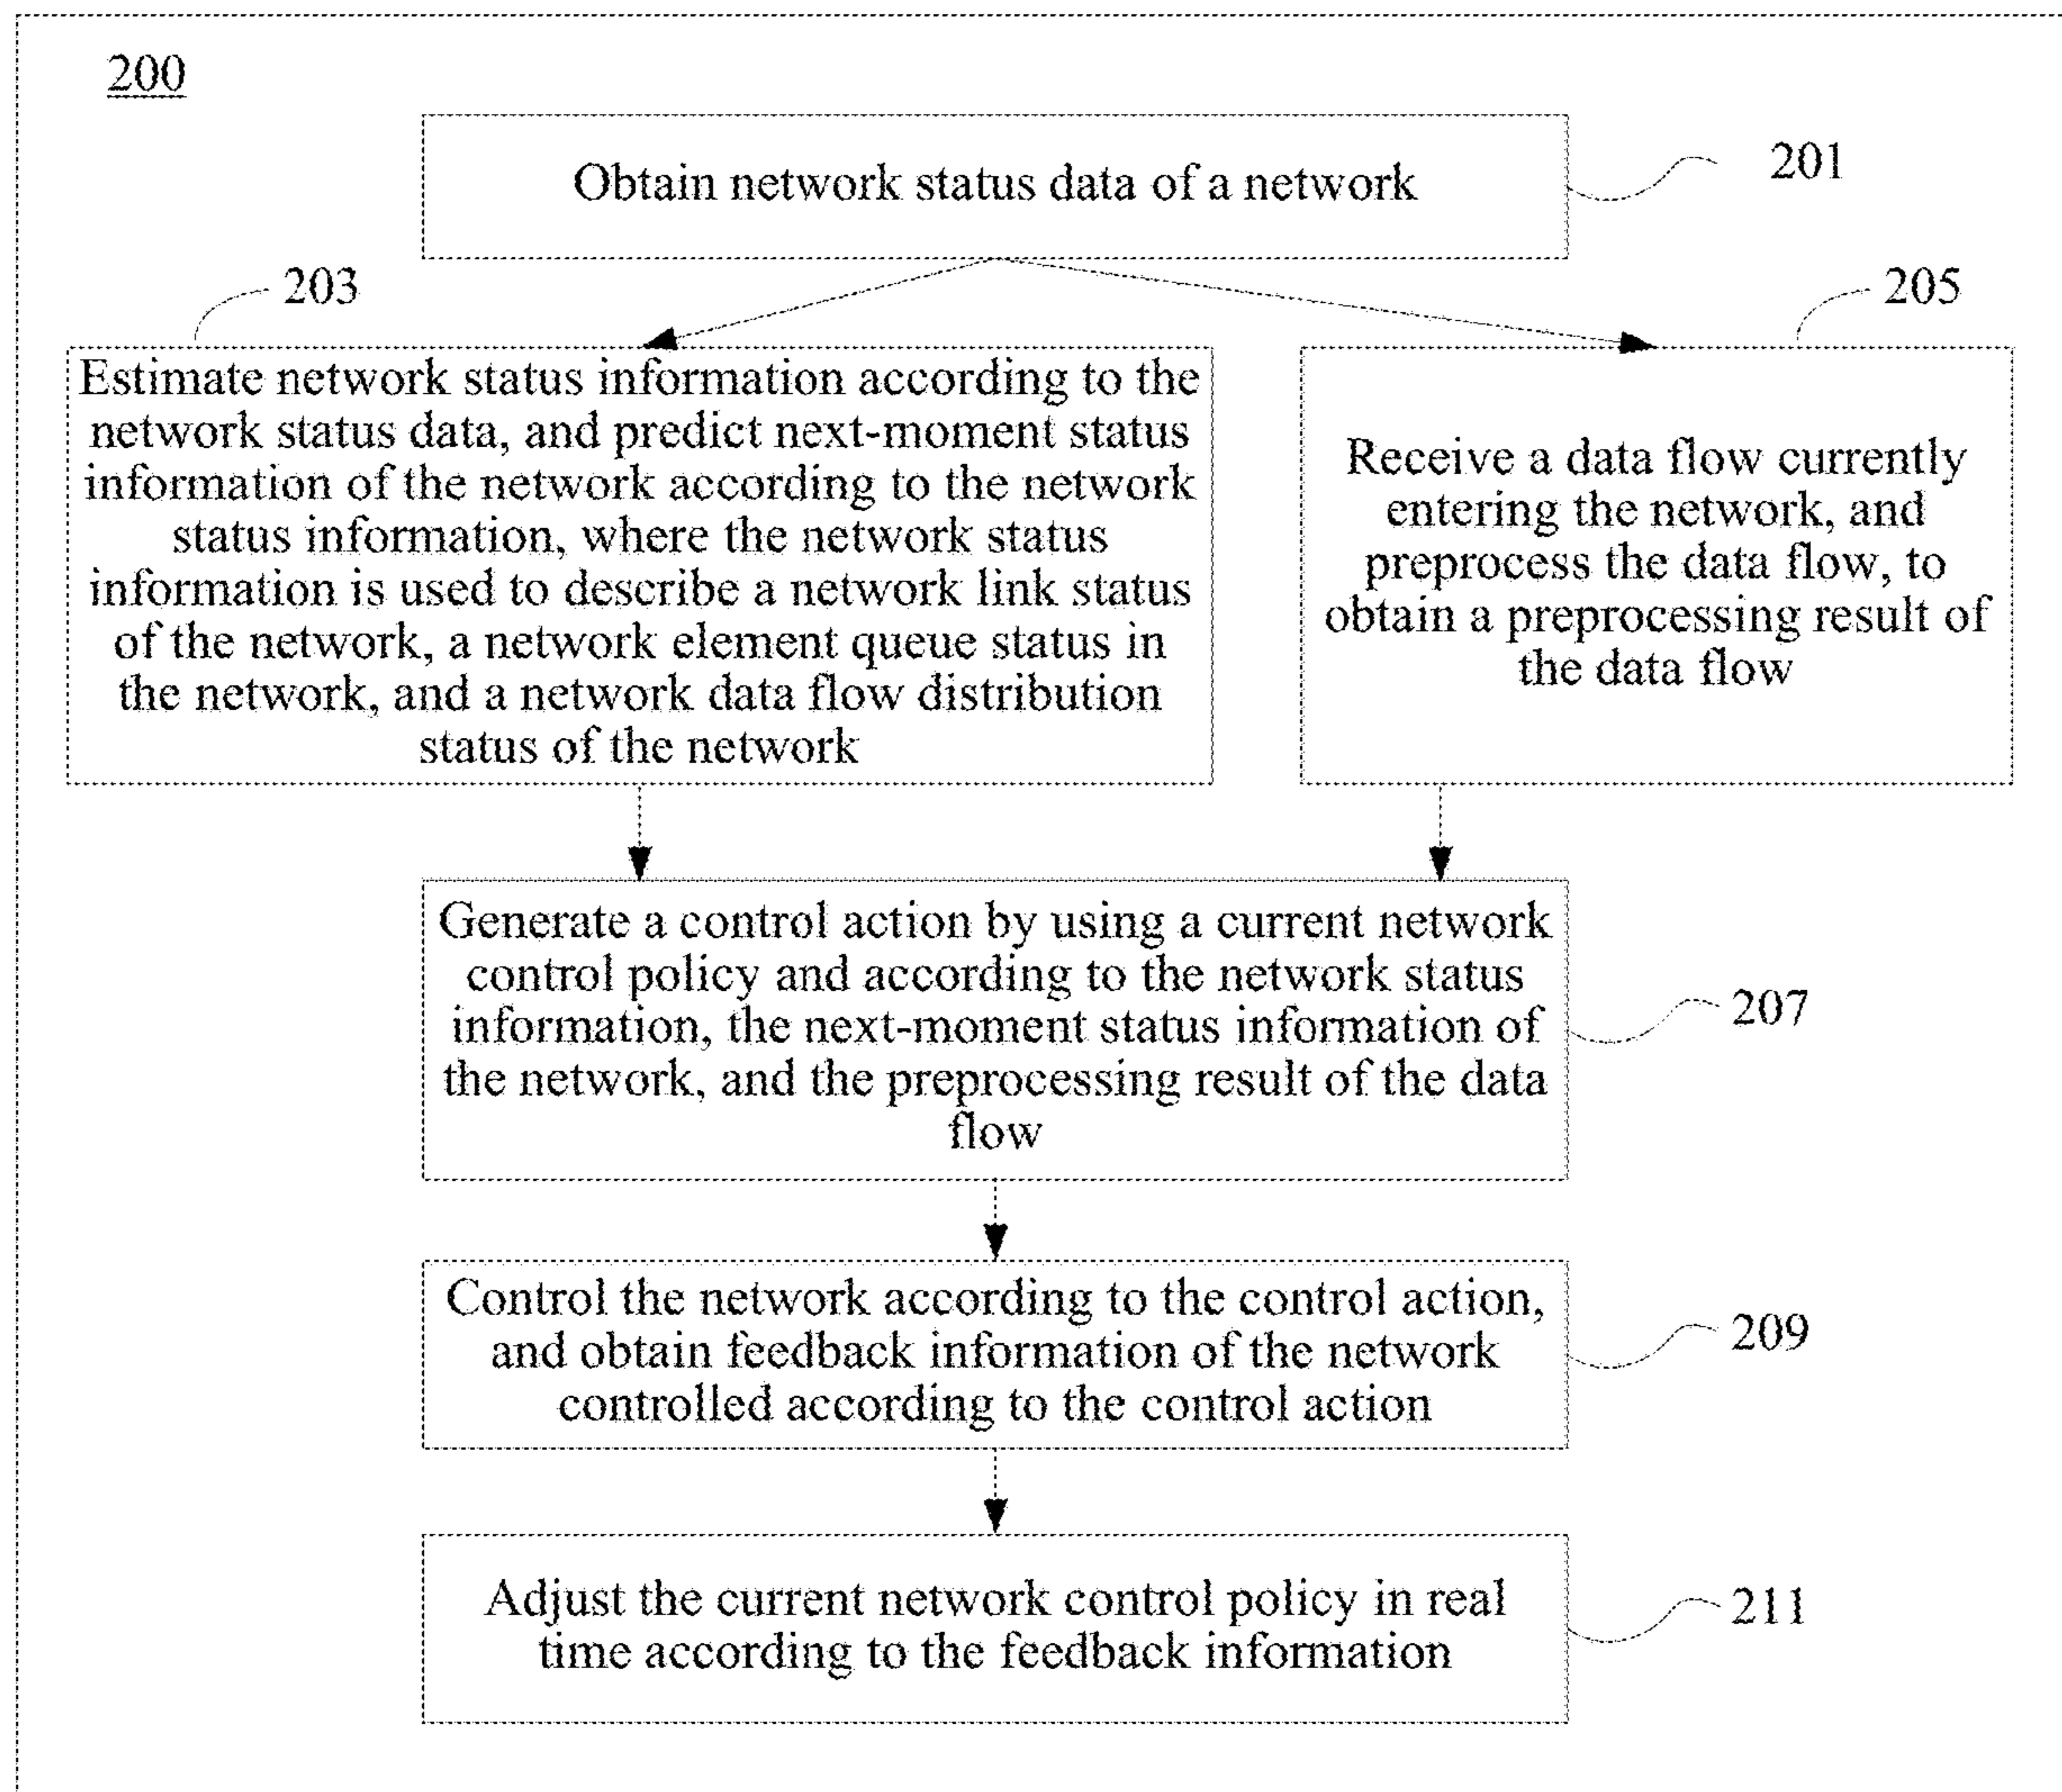 200
Obtain network status data of a network
201
203
205
Estimate network status information according to the
network status data, and predict next-moment status
information of the network according to the network
status information, where the network status
information is used to describe a network link status
of the network, a network element queue status in
the network, and a network data flow distribution
status of the network
Receive a data flow currently
entering the network, and
preprocess the data flow, to
obtain a preprocessing result of
the data flow
Generate a control action by using a current network
control policy and according to the network status
information, the next-moment status information of
the network, and the preprocessing result of the data
flow
207
Control the network according to the control action,
and obtain feedback information of the network
controlled according to the control action
209
Adjust the current network control policy in real
time according to the feedback information
211